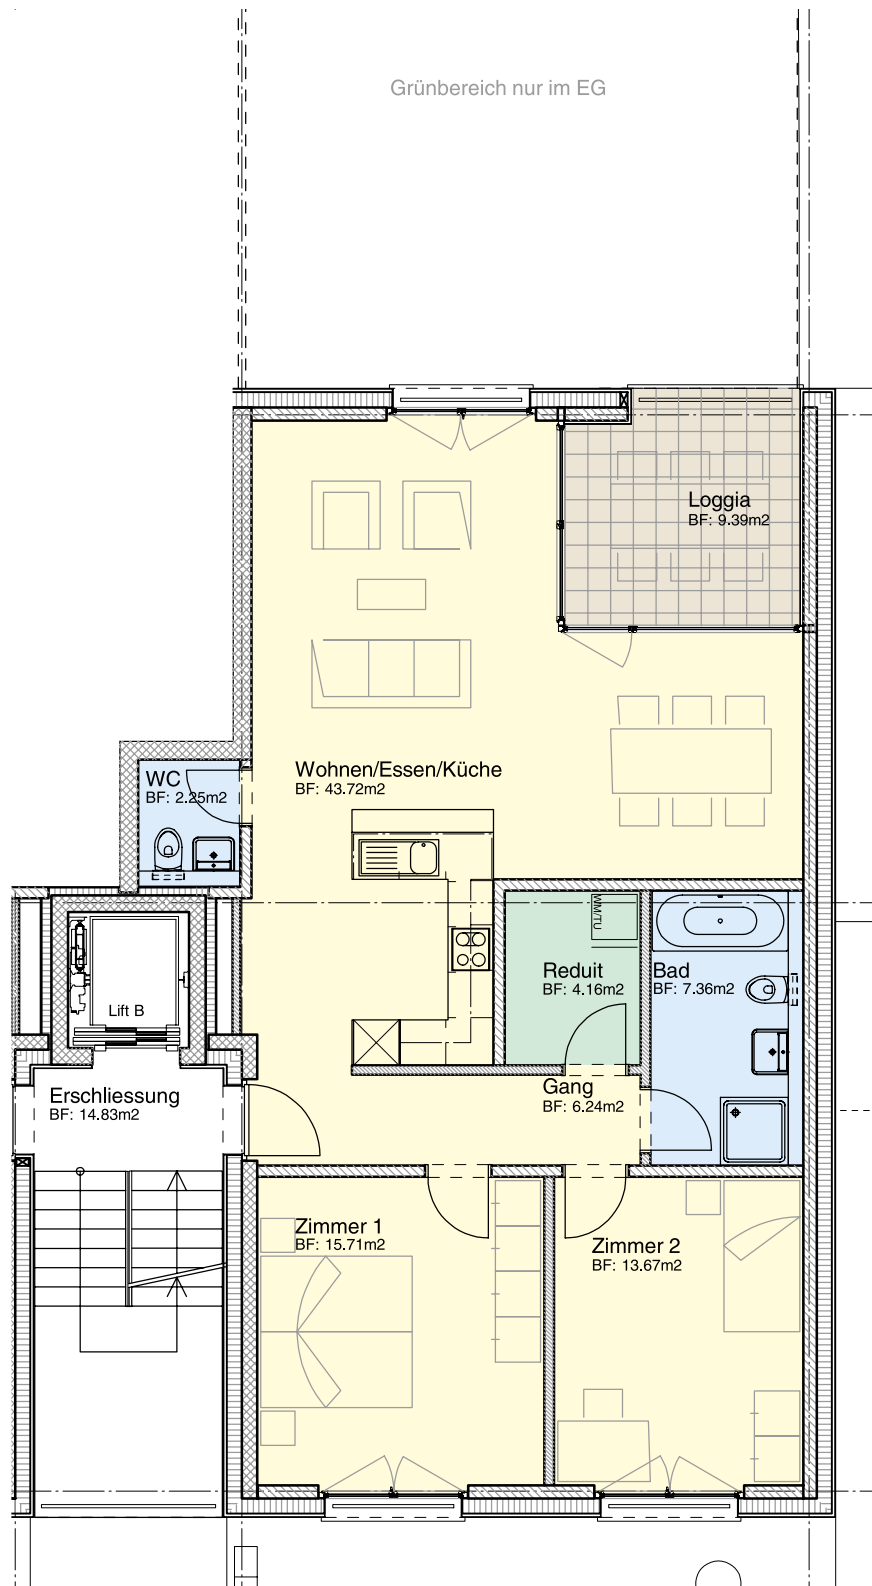 Grünbereich nur im EG
Loggia
BF: 9.39m2
Wohnen/Essen/Küche
BF: 43.72m2
WC
BF: 2.25m2
WM/TU
Reduit
BF: 4.16m2
Bad
BF: 7.36m2
Lift B
Gang
BF: 6.24m2
Erschliessung
BF: 14.83m2
Zimmer 1
BF: 15.71m2
Zimmer 2
BF: 13.67m2